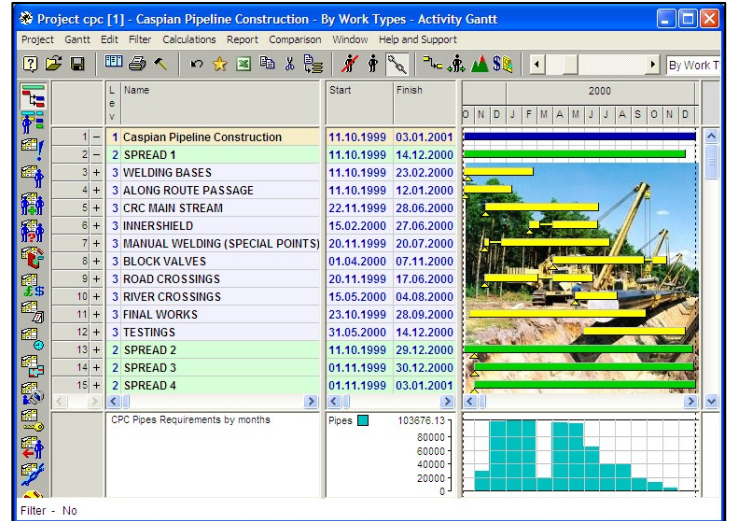 Project cpc [1] - Caspian Pipeline Construction - By Work Types - Activity Gantt
Project Gantt Edit Filter Calculations Report Comparison Window Help and Support
By Work T
Lev Name Start Finish 2000
O N D J F M A M J J A S O N D
1 – 1 Caspian Pipeline Construction 11.10.1999 03.01.2001
2 – 2 SPREAD 1 11.10.1999 14.12.2000
3 + 3 WELDING BASES 11.10.1999 23.02.2000
4 + 3 ALONG ROUTE PASSAGE 11.10.1999 12.01.2000
5 + 3 CRC MAIN STREAM 22.11.1999 28.06.2000
6 + 3 INNERSHIELD 15.02.2000 27.06.2000
7 + 3 MANUAL WELDING (SPECIAL POINTS) 20.11.1999 20.07.2000
8 + 3 BLOCK VALVES 01.04.2000 07.11.2000
9 + 3 ROAD CROSSINGS 20.11.1999 17.06.2000
10 + 3 RIVER CROSSINGS 15.05.2000 04.08.2000
11 + 3 FINAL WORKS 23.10.1999 28.09.2000
12 + 3 TESTINGS 31.05.2000 14.12.2000
13 + 2 SPREAD 2 11.10.1999 29.12.2000
14 + 2 SPREAD 3 01.11.1999 30.12.2000
15 + 2 SPREAD 4 01.11.1999 03.01.2001
CPC Pipes Requirements by months Pipes 103676.13
80000
60000
40000
20000
0
Filter - No